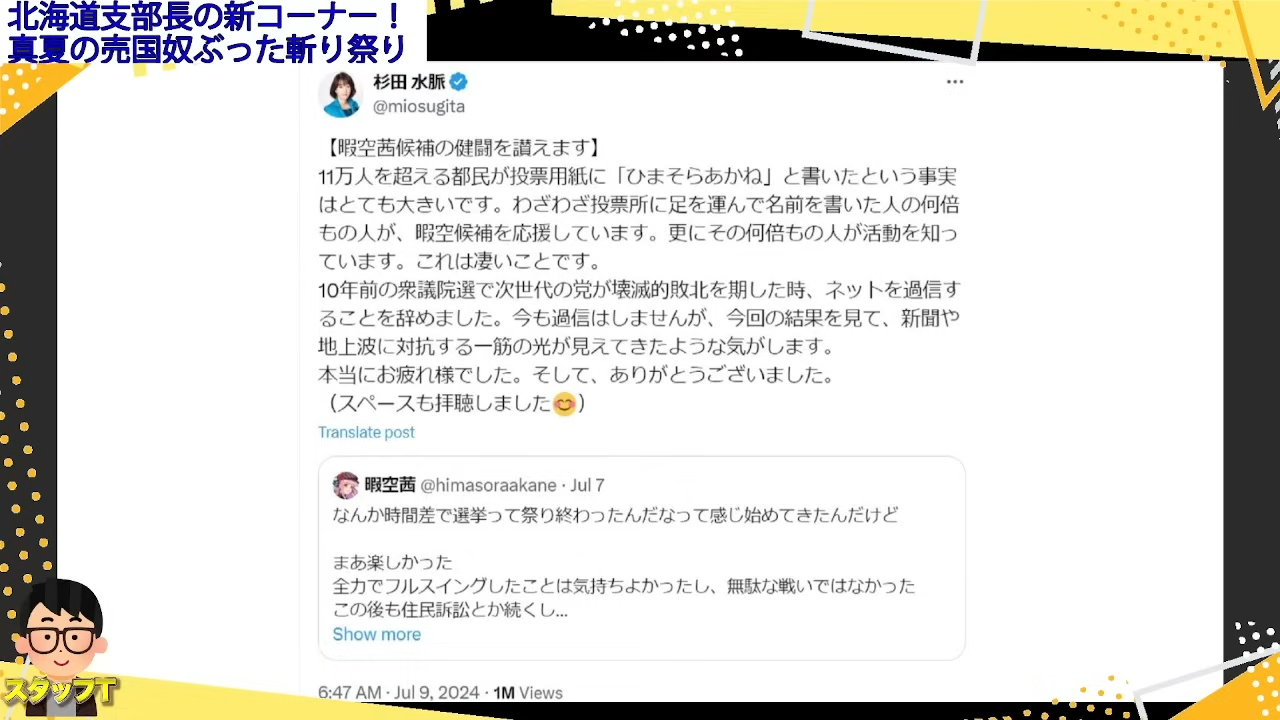 北海道支部長の新コーナー！
真夏の売国奴ぶった斬り祭り
杉田 水脈
@miosugita
【暇空茜候補の健闘を讃えます】
11万人を超える都民が投票用紙に「ひまそらあかね」と書いたという事実
はとても大きいです。わざわざ投票所に足を運んで名前を書いた人の何倍
もの人が、暇空候補を応援しています。更にその何倍もの人が活動を知っ
ています。これは凄いことです。
10年前の衆議院選で次世代の党が壊滅的敗北を期した時、ネットを過信す
ることを辞めました。今も過信はしませんが、今回の結果を見て、新聞や
地上波に対抗する一筋の光が見えてきたような気がします。
本当にお疲れ様でした。そして、ありがとうございました。
（スペースも拝聴しました😊）
Translate post
暇空茜 @himasoraakane · Jul 7
なんか時間差で選挙って祭り終わったんだなって感じ始めてきたんだけど
まあ楽しかった
全力でフルスイングしたことは気持ちよかったし、無駄な戦いではなかった
この後も住民訴訟とか続くし...
Show more
6:47 AM · Jul 9, 2024 · 1M Views
スタッフT